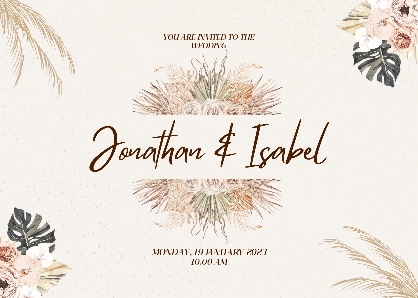 YOU ARE INVITED TO THE
WEDDING
Jonathan & Isabel
MONDAY, 19 JANUARY 2023
10.00 AM